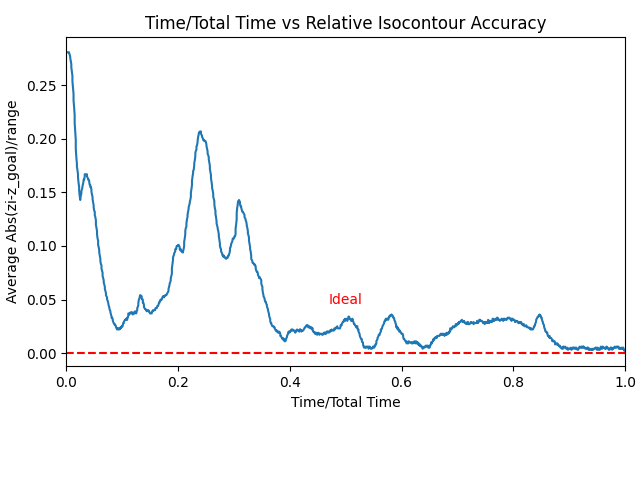 Time/Total Time vs Relative Isocontour Accuracy
Average Abs(zi-z_goal)/range
0.25
0.20
0.15
0.10
0.05
0.00
Ideal
0.0 0.2 0.4 0.6 0.8 1.0
Time/Total Time